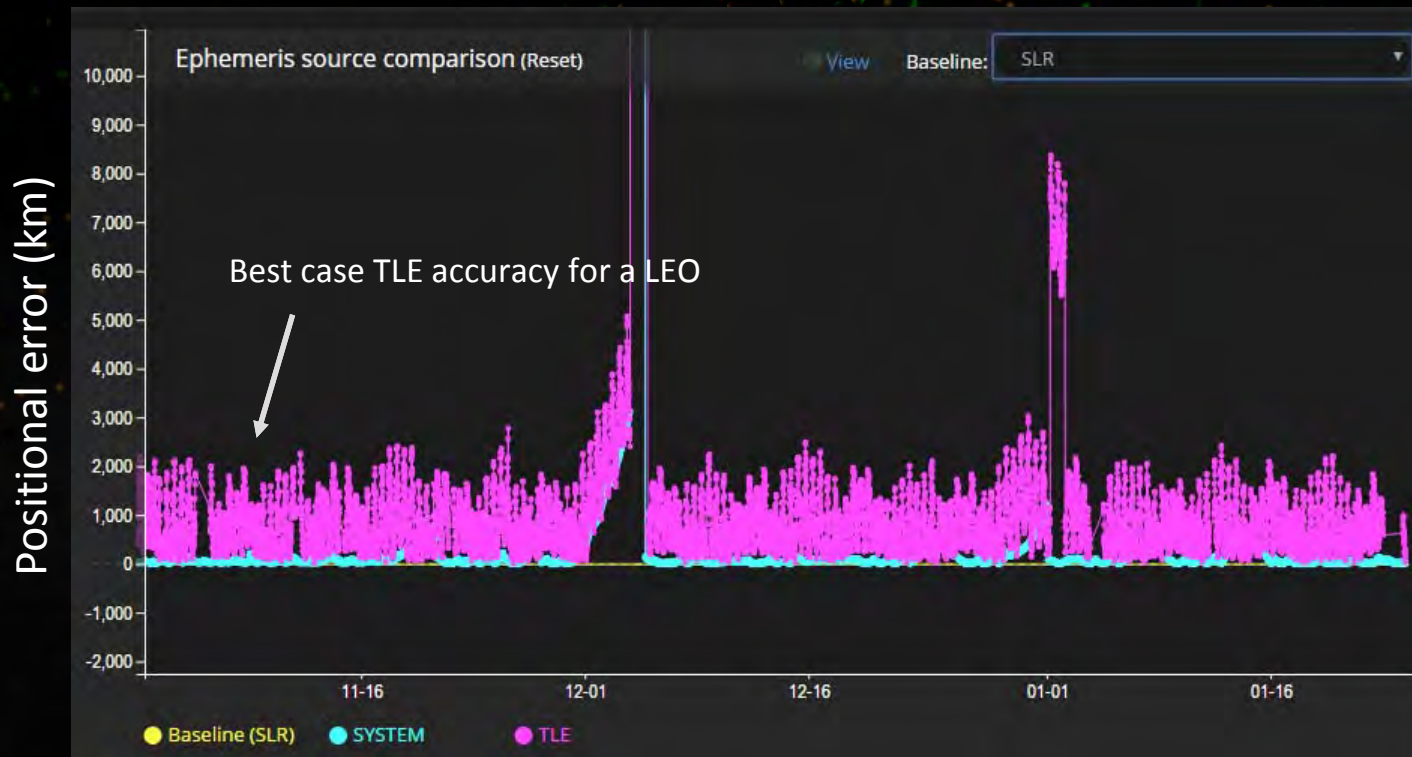 Ephemeris source comparison (Reset)
View
Baseline:
SLR
Positional error (km)
10,000
9,000
8,000
7,000
6,000
5,000
4,000
3,000
2,000
1,000
0
-1,000
-2,000
Best case TLE accuracy for a LEO
11-16
12-01
12-16
01-01
01-16
Baseline (SLR)
SYSTEM
TLE